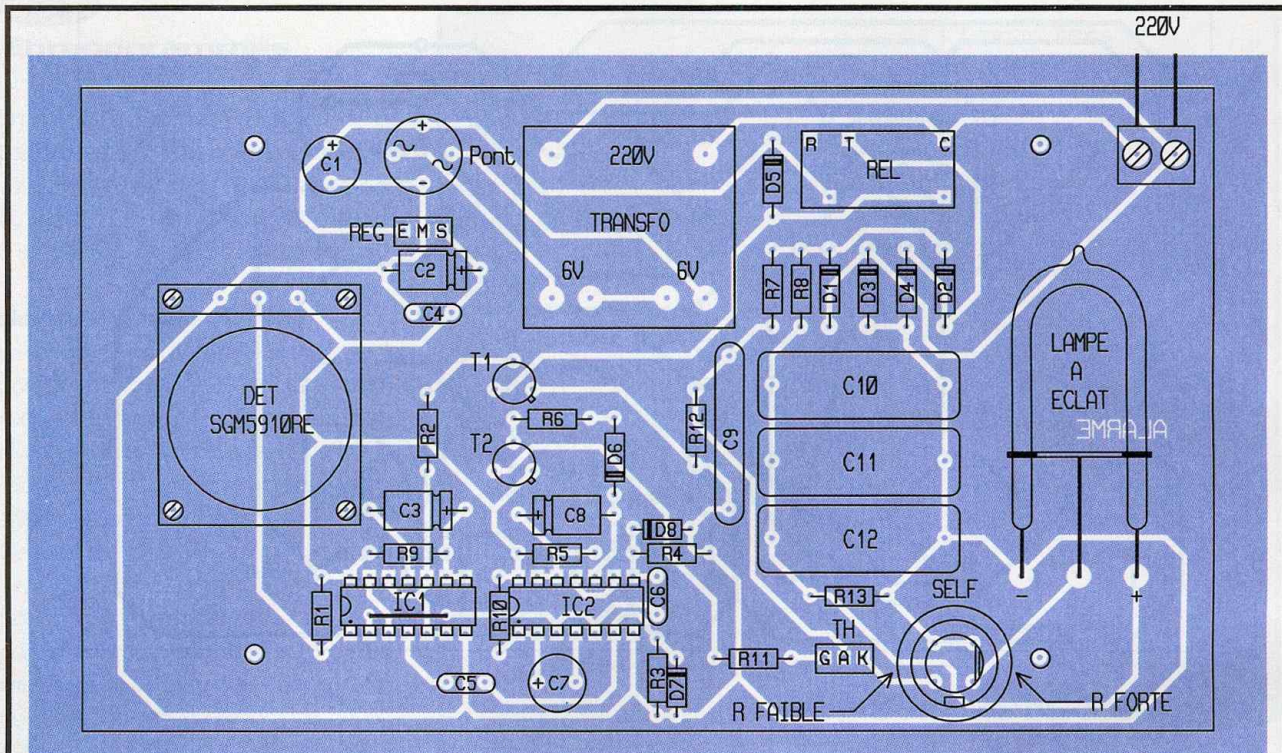 220V
+
C1
+
~
~
-
Pont
REG
E M S
C2
+
C4
220V
TRANSFO
6V
6V
D5
R
T
C
REL
R7
R8
D1
D3
D4
D2
DET
SGM5910RE
T1
R2
R6
T2
D6
R12
C9
C10
C11
C12
LAMPE
A
ECLAT
ALARME
C3
+
+
C8
D8
R9
R5
R4
R1
IC1
R10
IC2
C6
R13
SELF
-
+
TH
G A K
R11
C5
+
C7
R3
D7
R FAIBLE
R FORTE